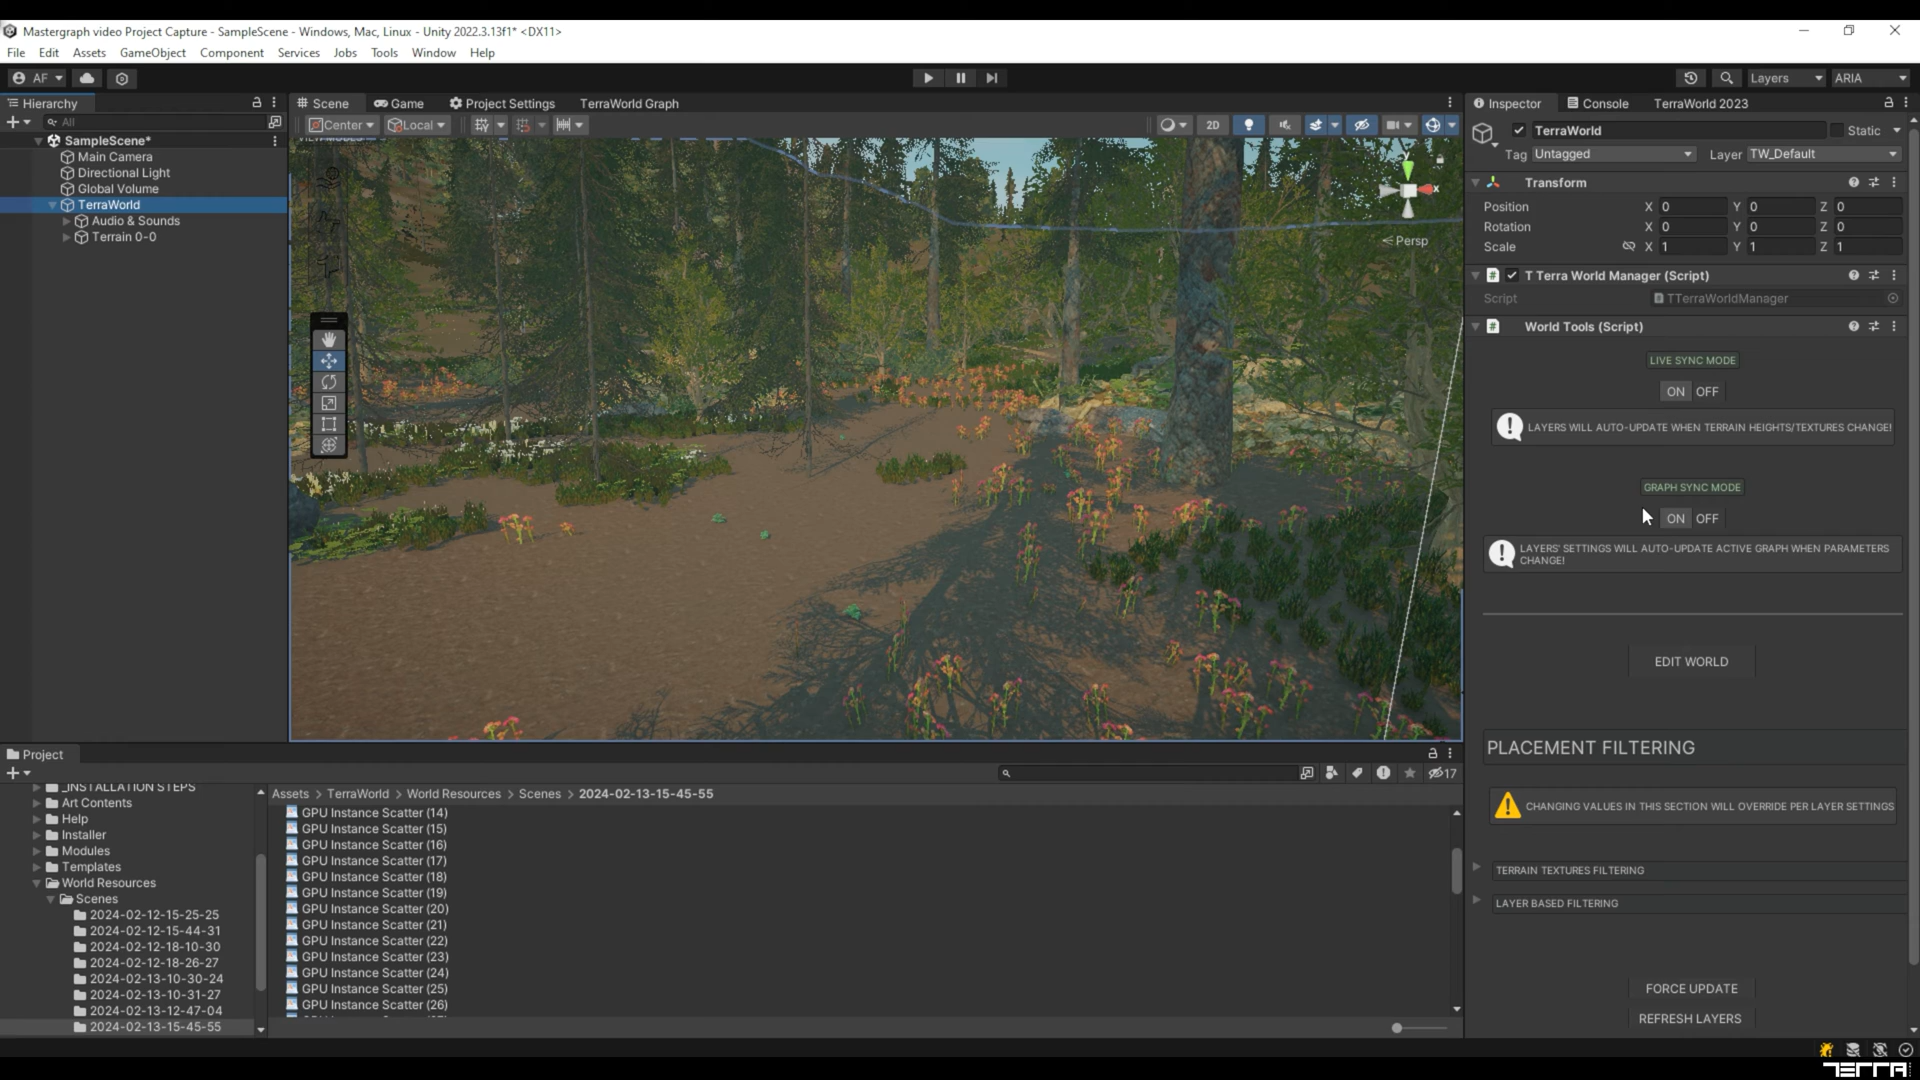 Mastergraph video Project Capture - SampleScene - Windows, Mac, Linux - Unity 2022.3.13f1* <DX11>
File Edit Assets GameObject Component Services Jobs Tools Window Help
AF Layers ARIA
Hierarchy
All
SampleScene*
Main Camera
Directional Light
Global Volume
TerraWorld
Audio & Sounds
Terrain 0-0
Scene Game Project Settings TerraWorld Graph
Center Local 2D
Y
X
< Persp
Inspector Console TerraWorld 2023
TerraWorld Static
Tag Untagged Layer TW_Default
Transform
Position X 0 Y 0 Z 0
Rotation X 0 Y 0 Z 0
Scale X 1 Y 1 Z 1
# T Terra World Manager (Script)
Script TTerraWorldManager
# World Tools (Script)
LIVE SYNC MODE
ON OFF
LAYERS WILL AUTO-UPDATE WHEN TERRAIN HEIGHTS/TEXTURES CHANGE!
GRAPH SYNC MODE
ON OFF
LAYERS' SETTINGS WILL AUTO-UPDATE ACTIVE GRAPH WHEN PARAMETERS
CHANGE!
EDIT WORLD
PLACEMENT FILTERING
CHANGING VALUES IN THIS SECTION WILL OVERRIDE PER LAYER SETTINGS
TERRAIN TEXTURES FILTERING
LAYER BASED FILTERING
FORCE UPDATE
REFRESH LAYERS
Project
17
_INSTALLATION STEPS
Art Contents
Help
Installer
Modules
Templates
World Resources
Scenes
2024-02-12-15-25-25
2024-02-12-15-44-31
2024-02-12-18-10-30
2024-02-12-18-26-27
2024-02-13-10-30-24
2024-02-13-10-31-27
2024-02-13-12-47-04
2024-02-13-15-45-55
Assets > TerraWorld > World Resources > Scenes > 2024-02-13-15-45-55
GPU Instance Scatter (14)
GPU Instance Scatter (15)
GPU Instance Scatter (16)
GPU Instance Scatter (17)
GPU Instance Scatter (18)
GPU Instance Scatter (19)
GPU Instance Scatter (20)
GPU Instance Scatter (21)
GPU Instance Scatter (22)
GPU Instance Scatter (23)
GPU Instance Scatter (24)
GPU Instance Scatter (25)
GPU Instance Scatter (26)
TERRA